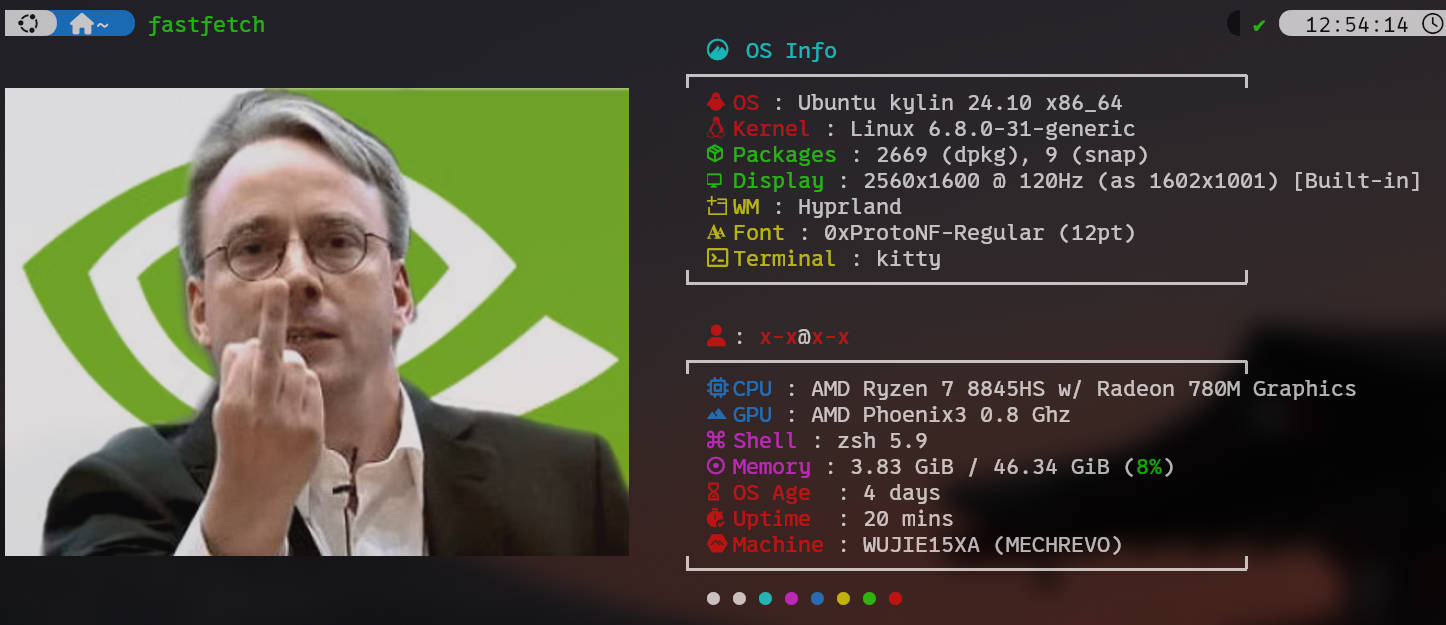 ~ fastfetch
✔ 12:54:14
OS Info
OS : Ubuntu kylin 24.10 x86_64
Kernel : Linux 6.8.0-31-generic
Packages : 2669 (dpkg), 9 (snap)
Display : 2560x1600 @ 120Hz (as 1602x1001) [Built-in]
WM : Hyprland
Font : 0xProtoNF-Regular (12pt)
Terminal : kitty
: x-x@x-x
CPU : AMD Ryzen 7 8845HS w/ Radeon 780M Graphics
GPU : AMD Phoenix3 0.8 Ghz
Shell : zsh 5.9
Memory : 3.83 GiB / 46.34 GiB (8%)
OS Age : 4 days
Uptime : 20 mins
Machine : WUJIE15XA (MECHREVO)